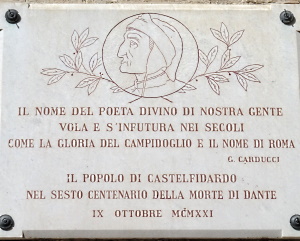 IL NOME DEL POETA DIVINO DI NOSTRA GENTE
VOLA E S'INFUTURA NEI SECOLI
COME LA GLORIA DEL CAMPIDOGLIO E IL NOME DI ROMA
G. CARDUCCI
IL POPOLO DI CASTELFIDARDO
NEL SESTO CENTENARIO DELLA MORTE DI DANTE
IX OTTOBRE MCMXXI